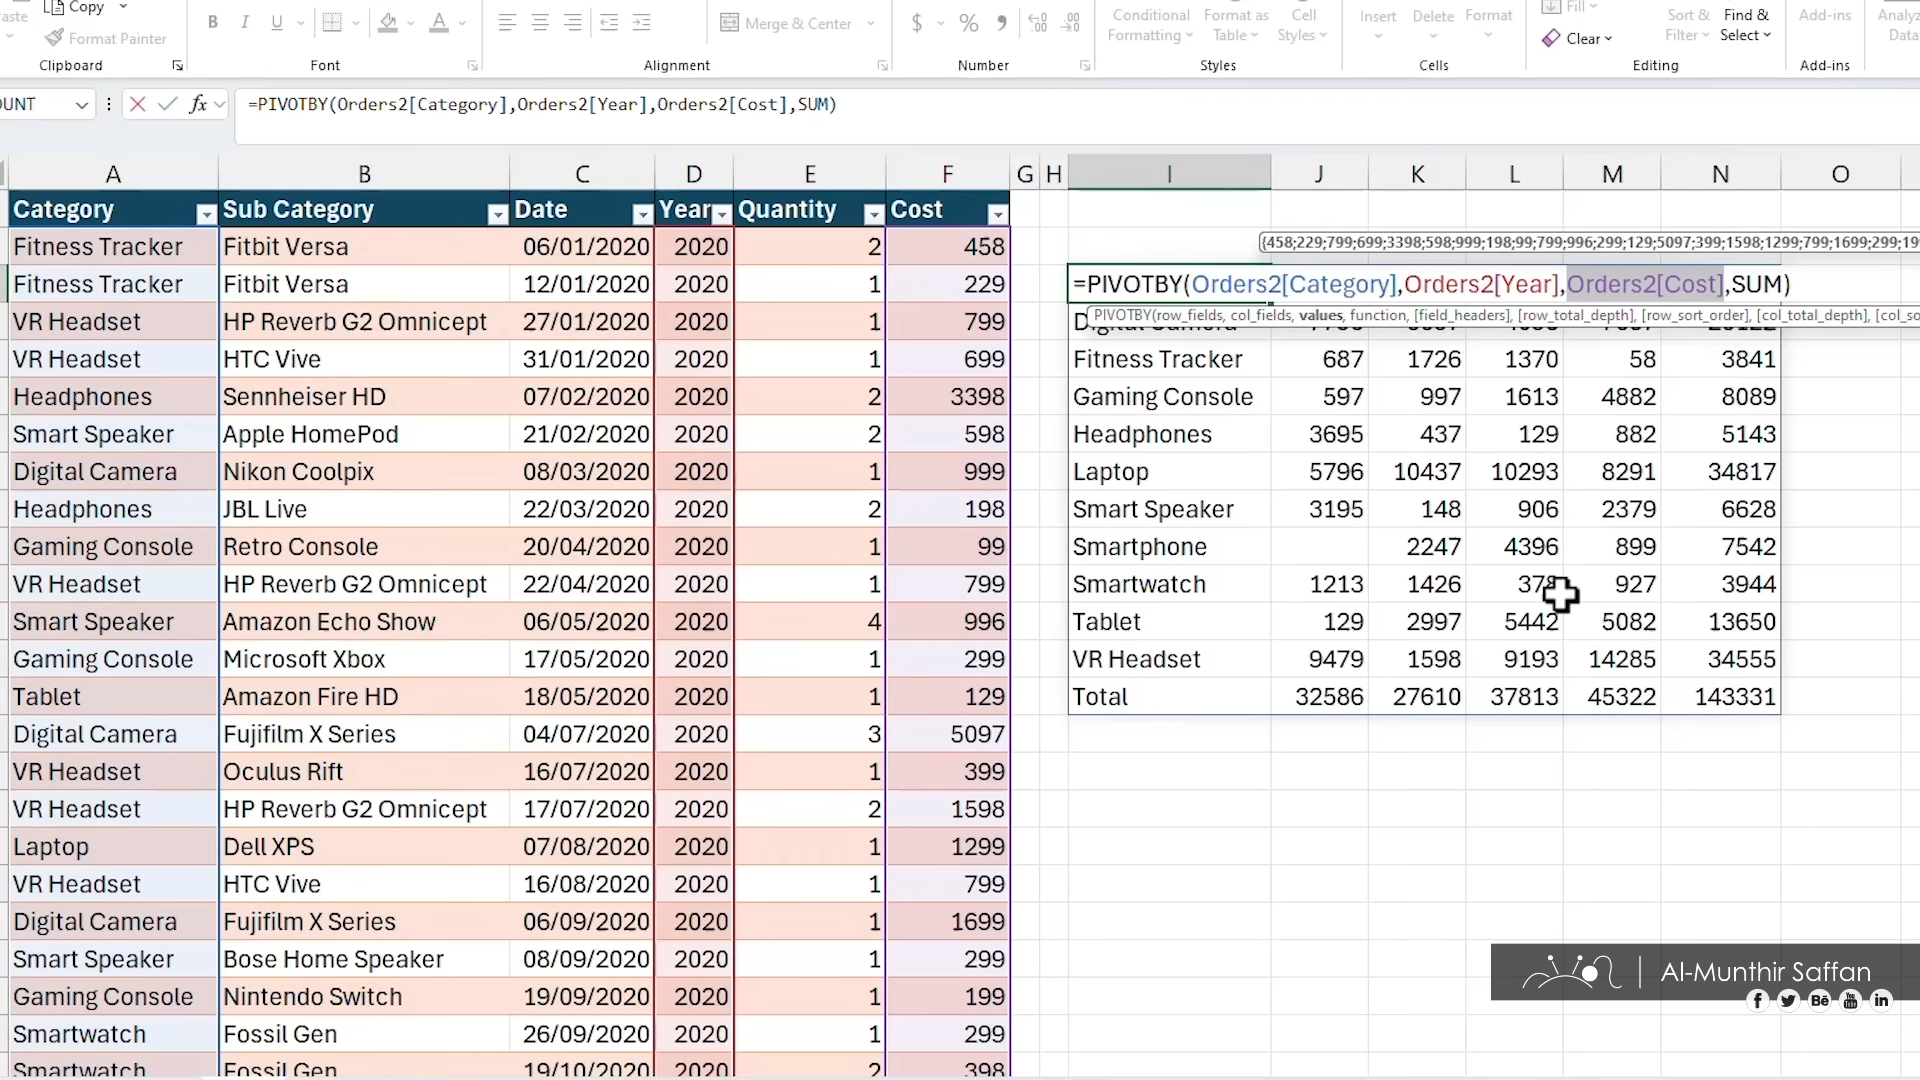 Copy
Format Painter
Clipboard
B I U
A
Font
Merge & Center
Alignment
$ % 9
Number
Conditional Formatting
Format as Table
Cell Styles
Styles
Insert Delete Format
Cells
Fill
Clear
Sort & Filter
Find & Select
Editing
Add-ins
Add-ins
UNT
fx
=PIVOTBY(Orders2[Category],Orders2[Year],Orders2[Cost],SUM)
A B C D E F G H I J K L M N O
Category Sub Category Date Year Quantity Cost
Fitness Tracker Fitbit Versa 06/01/2020 2020 2 458
{458;229;799;699;3398;598;999;198;99;799;996;299;129;5097;399;1598;1299;799;1699;299;19
Fitness Tracker Fitbit Versa 12/01/2020 2020 1 229
=PIVOTBY(Orders2[Category],Orders2[Year],Orders2[Cost],SUM)
PIVOTBY(row_fields, col_fields, values, function, [field_headers], [row_total_depth], [row_sort_order], [col_total_depth], [col_so
VR Headset HP Reverb G2 Omnicept 27/01/2020 2020 1 799
VR Headset HTC Vive 31/01/2020 2020 1 699 Fitness Tracker 687 1726 1370 58 3841
Headphones Sennheiser HD 07/02/2020 2020 2 3398 Gaming Console 597 997 1613 4882 8089
Smart Speaker Apple HomePod 21/02/2020 2020 2 598 Headphones 3695 437 129 882 5143
Digital Camera Nikon Coolpix 08/03/2020 2020 1 999 Laptop 5796 10437 10293 8291 34817
Headphones JBL Live 22/03/2020 2020 2 198 Smart Speaker 3195 148 906 2379 6628
Gaming Console Retro Console 20/04/2020 2020 1 99 Smartphone 2247 4396 899 7542
VR Headset HP Reverb G2 Omnicept 22/04/2020 2020 1 799 Smartwatch 1213 1426 927 3944
Smart Speaker Amazon Echo Show 06/05/2020 2020 4 996 Tablet 129 2997 5442 5082 13650
Gaming Console Microsoft Xbox 17/05/2020 2020 1 299 VR Headset 9479 1598 9193 14285 34555
Tablet Amazon Fire HD 18/05/2020 2020 1 129 Total 32586 27610 37813 45322 143331
Digital Camera Fujifilm X Series 04/07/2020 2020 3 5097
VR Headset Oculus Rift 16/07/2020 2020 1 399
VR Headset HP Reverb G2 Omnicept 17/07/2020 2020 2 1598
Laptop Dell XPS 07/08/2020 2020 1 1299
VR Headset HTC Vive 16/08/2020 2020 1 799
Digital Camera Fujifilm X Series 06/09/2020 2020 1 1699
Smart Speaker Bose Home Speaker 08/09/2020 2020 1 299
Gaming Console Nintendo Switch 19/09/2020 2020 1 199
Smartwatch Fossil Gen 26/09/2020 2020 1 299
Smartwatch Fossil Gen 19/10/2020 2020 2 398
Al-Munthir Saffan